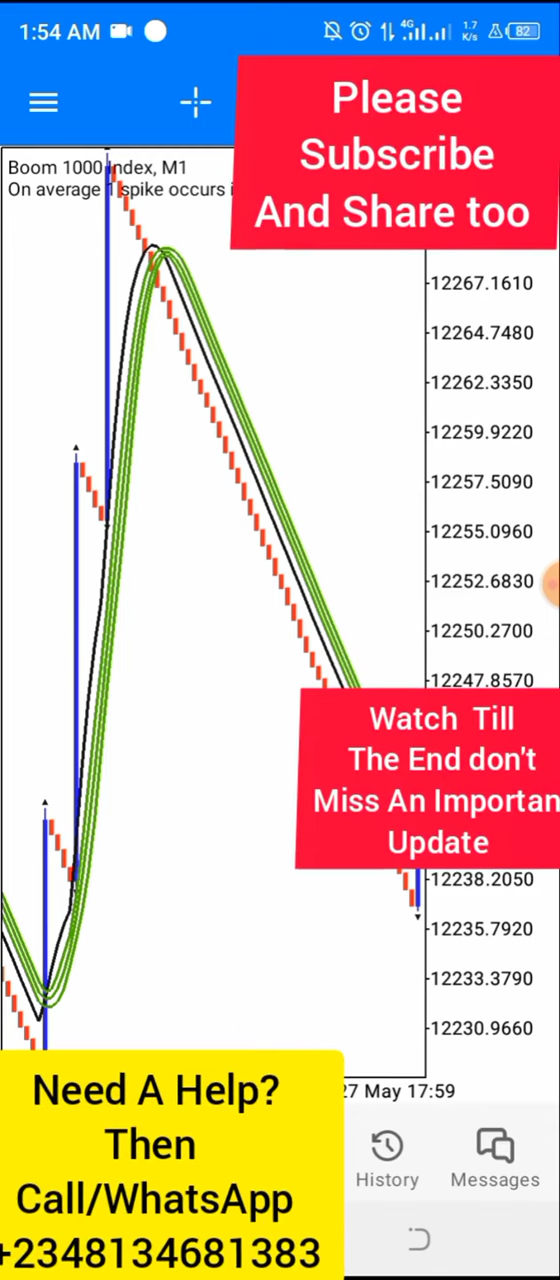 1:54 AM
4G
1.7
K/s
82
Please
Subscribe
And Share too
Boom 1000 Index, M1
On average 1 spike occurs i
12267.1610
12264.7480
12262.3350
12259.9220
12257.5090
12255.0960
12252.6830
12250.2700
12247.8570
Watch Till
The End don't
Miss An Importan
Update
12238.2050
12235.7920
12233.3790
12230.9660
27 May 17:59
Need A Help?
Then
Call/WhatsApp
+2348134681383
History
Messages